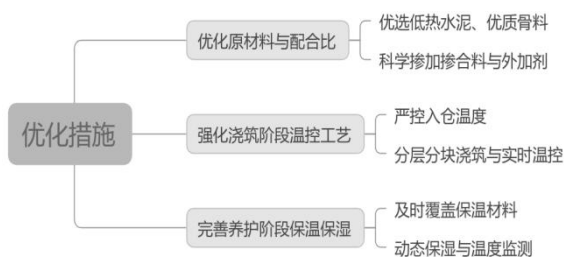 优化措施
优化原材料与配合比
优选低热水泥、优质骨料
科学掺加掺合料与外加剂
强化浇筑阶段温控工艺
严控入仓温度
分层分块浇筑与实时温控
完善养护阶段保温保湿
及时覆盖保温材料
动态保湿与温度监测